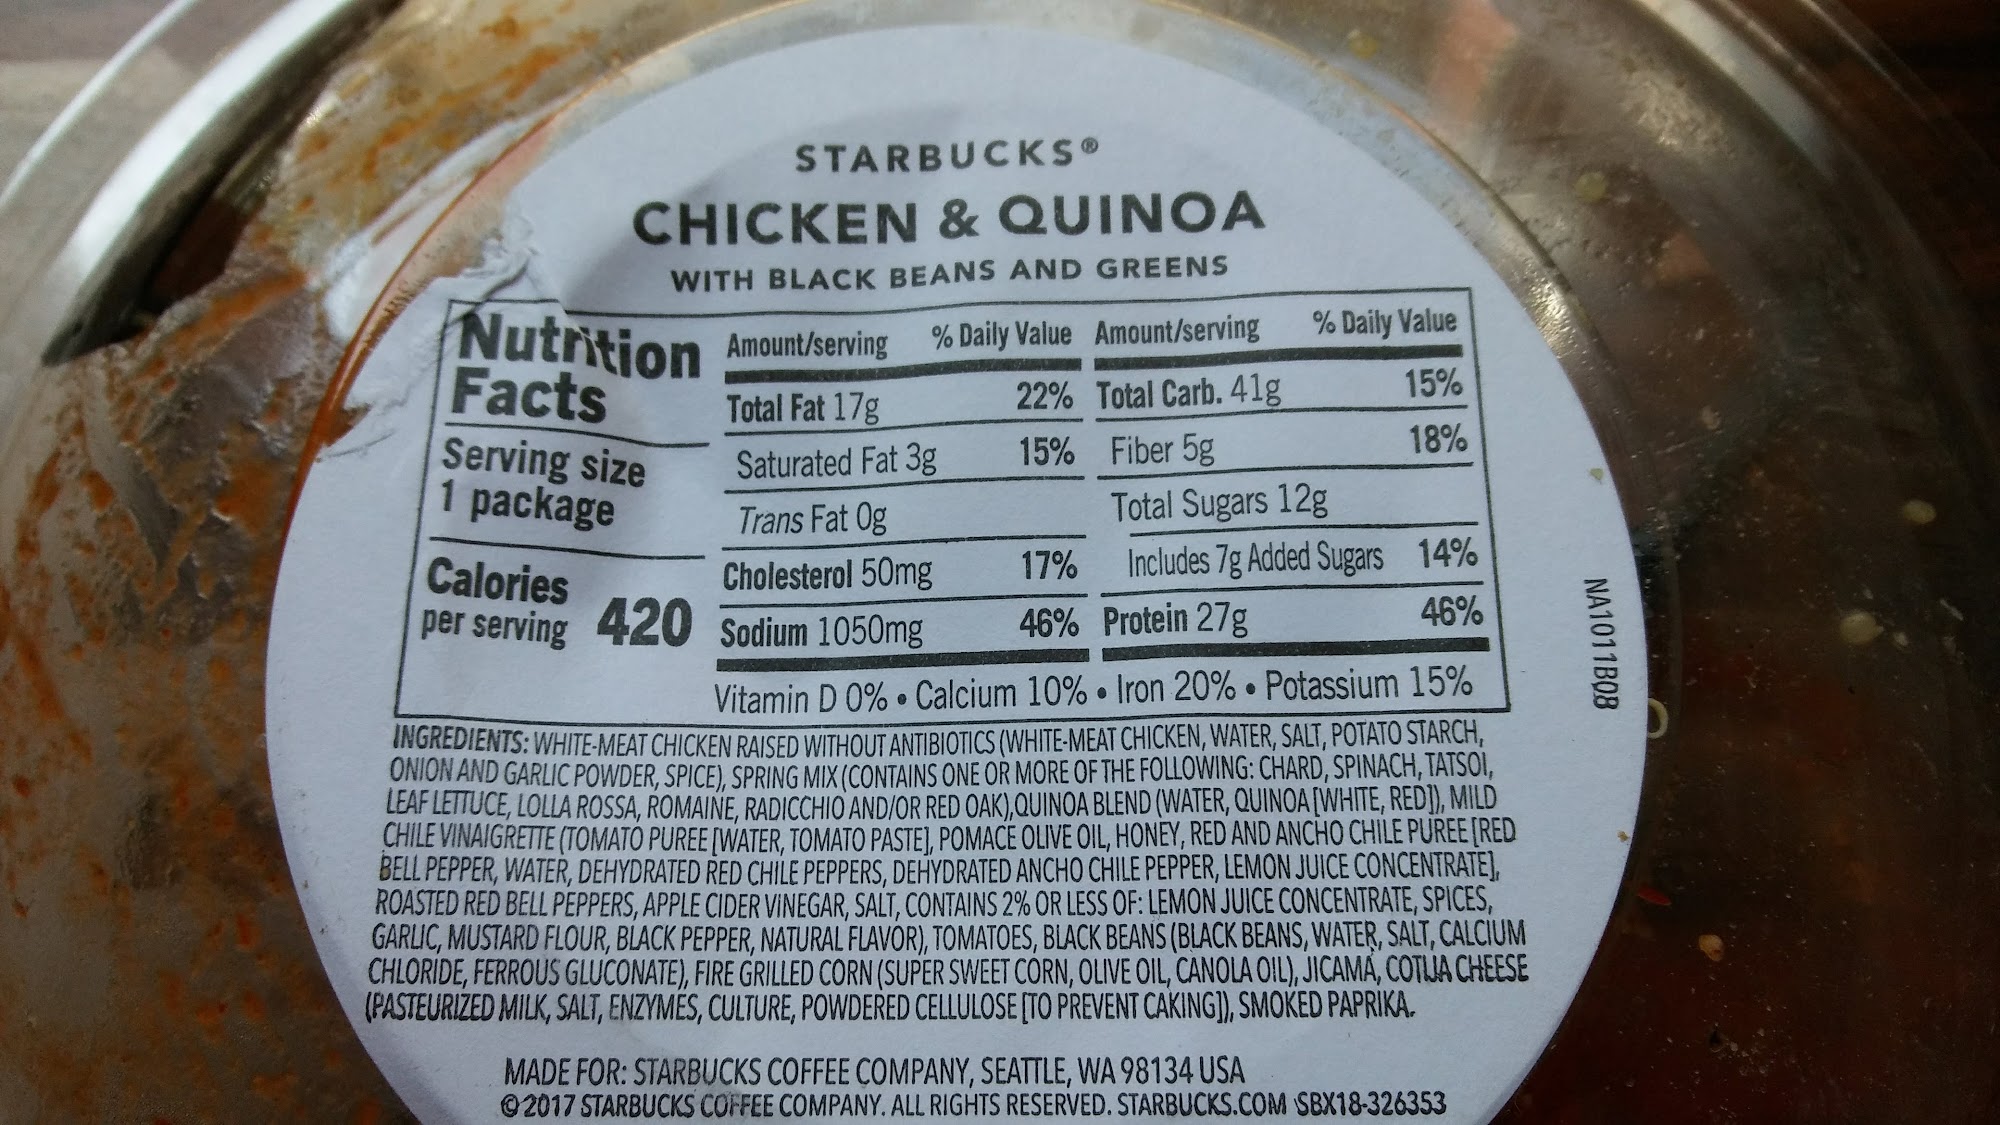 STARBUCKS®
CHICKEN & QUINOA
WITH BLACK BEANS AND GREENS
Nutrition
Facts
Serving size
1 package
Calories
per serving 420
Amount/serving % Daily Value
Total Fat 17g 22%
Saturated Fat 3g 15%
Trans Fat 0g
Cholesterol 50mg 17%
Sodium 1050mg 46%
Amount/serving % Daily Value
Total Carb. 41g 15%
Fiber 5g 18%
Total Sugars 12g
Includes 7g Added Sugars 14%
Protein 27g 46%
Vitamin D 0% • Calcium 10% • Iron 20% • Potassium 15%
INGREDIENTS: WHITE-MEAT CHICKEN RAISED WITHOUT ANTIBIOTICS (WHITE-MEAT CHICKEN, WATER, SALT, POTATO STARCH,
ONION AND GARLIC POWDER, SPICE), SPRING MIX (CONTAINS ONE OR MORE OF THE FOLLOWING: CHARD, SPINACH, TATSOI,
LEAF LETTUCE, LOLLA ROSSA, ROMAINE, RADICCHIO AND/OR RED OAK), QUINOA BLEND (WATER, QUINOA [WHITE, RED]), MILD
CHILE VINAIGRETTE (TOMATO PUREE [WATER, TOMATO PASTE], POMACE OLIVE OIL, HONEY, RED AND ANCHO CHILE PUREE [RED
BELL PEPPER, WATER, DEHYDRATED RED CHILE PEPPERS, DEHYDRATED ANCHO CHILE PEPPER, LEMON JUICE CONCENTRATE],
ROASTED RED BELL PEPPERS, APPLE CIDER VINEGAR, SALT, CONTAINS 2% OR LESS OF: LEMON JUICE CONCENTRATE, SPICES,
GARLIC, MUSTARD FLOUR, BLACK PEPPER, NATURAL FLAVOR), TOMATOES, BLACK BEANS (BLACK BEANS, WATER, SALT, CALCIUM
CHLORIDE, FERROUS GLUCONATE), FIRE GRILLED CORN (SUPER SWEET CORN, OLIVE OIL, CANOLA OIL), JICAMA, COTIJA CHEESE
(PASTEURIZED MILK, SALT, ENZYMES, CULTURE, POWDERED CELLULOSE [TO PREVENT CAKING]), SMOKED PAPRIKA.
MADE FOR: STARBUCKS COFFEE COMPANY, SEATTLE, WA 98134 USA
© 2017 STARBUCKS COFFEE COMPANY. ALL RIGHTS RESERVED. STARBUCKS.COM SBX18-326353
NA1011B08